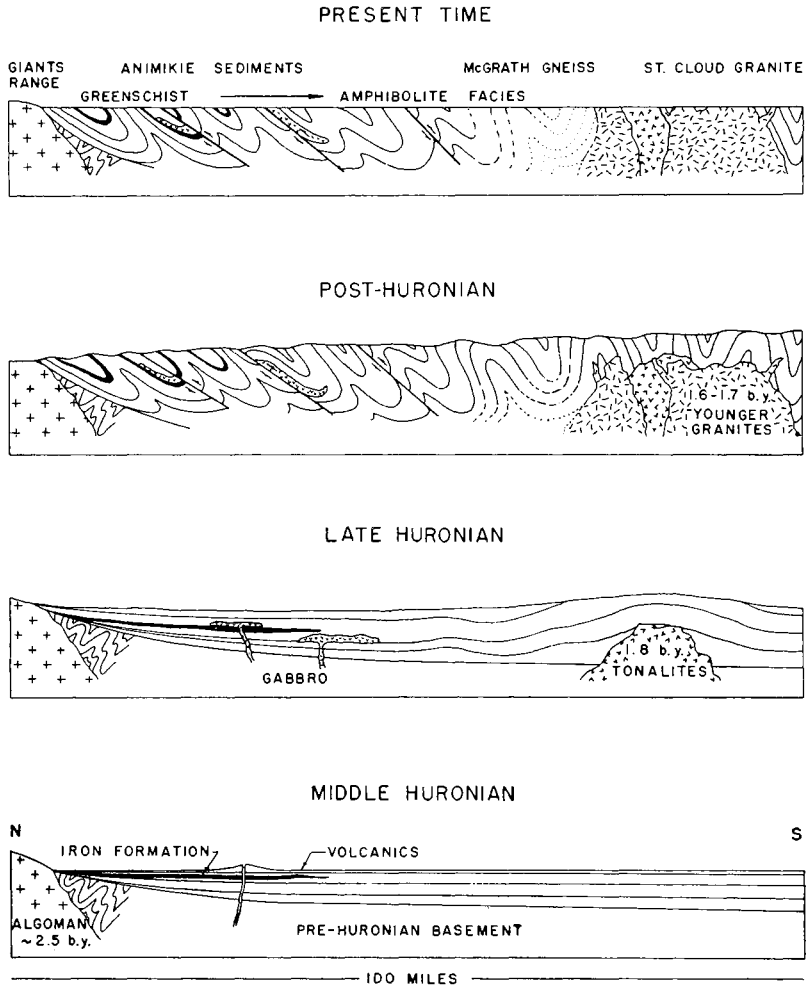 PRESENT TIME
GIANTS RANGE
ANIMIKIE SEDIMENTS
McGRATH GNEISS
ST. CLOUD GRANITE
GREENSCHIST
AMPHIBOLITE FACIES
POST-HURONIAN
1.6-1.7 b.y.
YOUNGER
GRANITES
LATE HURONIAN
1.8 b.y.
TONALITES
GABBRO
MIDDLE HURONIAN
N
S
IRON FORMATION
VOLCANICS
ALGOMAN
~ 2.5 b.y.
PRE-HURONIAN BASEMENT
100 MILES